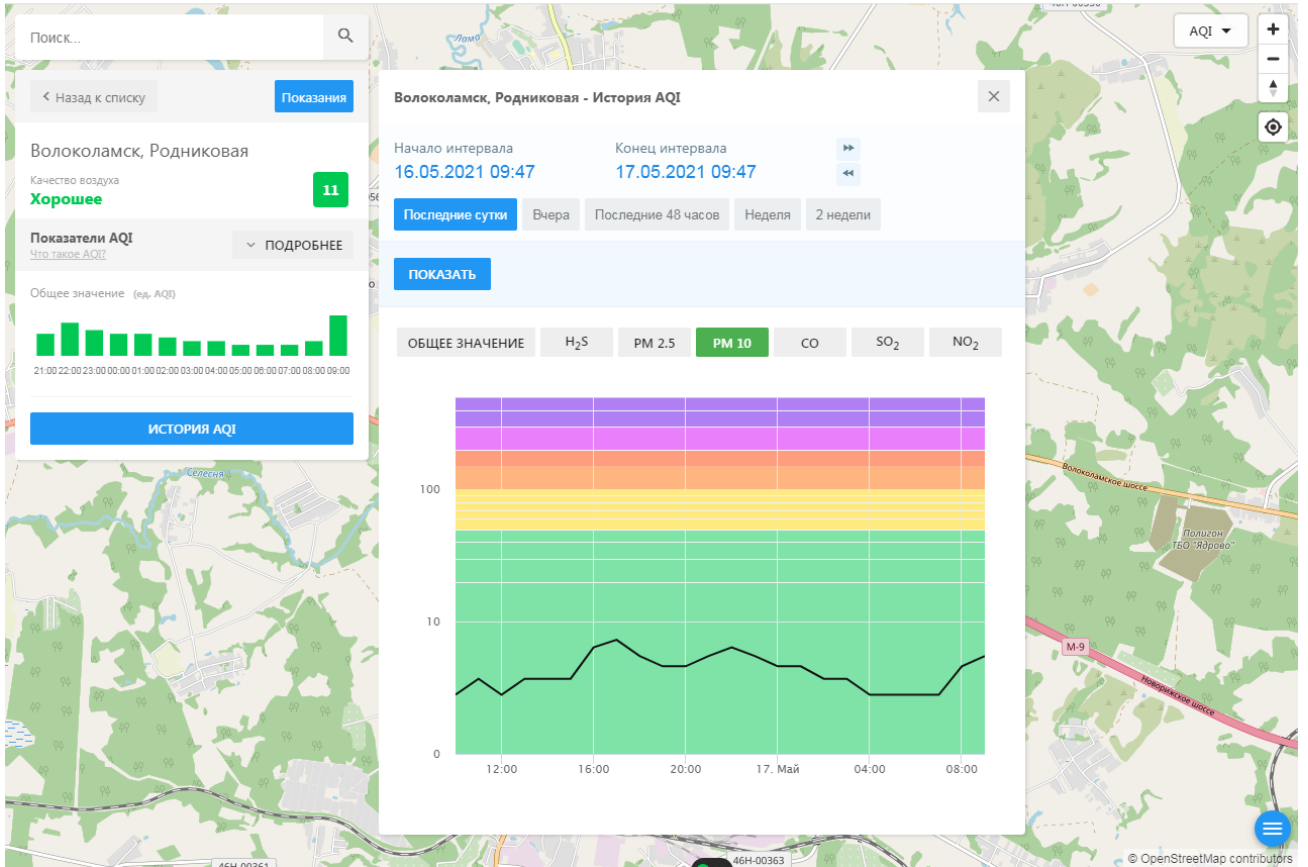 46Н-00350
Ламо
Поиск...
AQI
Назад к списку
Показания
Волоколамск, Родниковая - История AQI
Волоколамск, Родниковая
Качество воздуха
Хорошее
11
Начало интервала
Конец интервала
16.05.2021 09:47
17.05.2021 09:47
Последние сутки
Вчера
Последние 48 часов
Неделя
2 недели
Показатели AQI
Что такое AQI?
ПОДРОБНЕЕ
ПОКАЗАТЬ
Общее значение (ед. AQI)
21:00 22:00 23:00 00:00 01:00 02:00 03:00 04:00 05:00 06:00 07:00 08:00 09:00
ИСТОРИЯ AQI
ОБЩЕЕ ЗНАЧЕНИЕ
H₂S
PM 2.5
PM 10
CO
SO₂
NO₂
100
10
0
12:00
16:00
20:00
17. Май
04:00
08:00
Селесня
Волоколамское шоссе
Полигон
ТБО "Ядрово"
М-9
Новорижское шоссе
46Н-00361
46Н-00363
© OpenStreetMap contributors